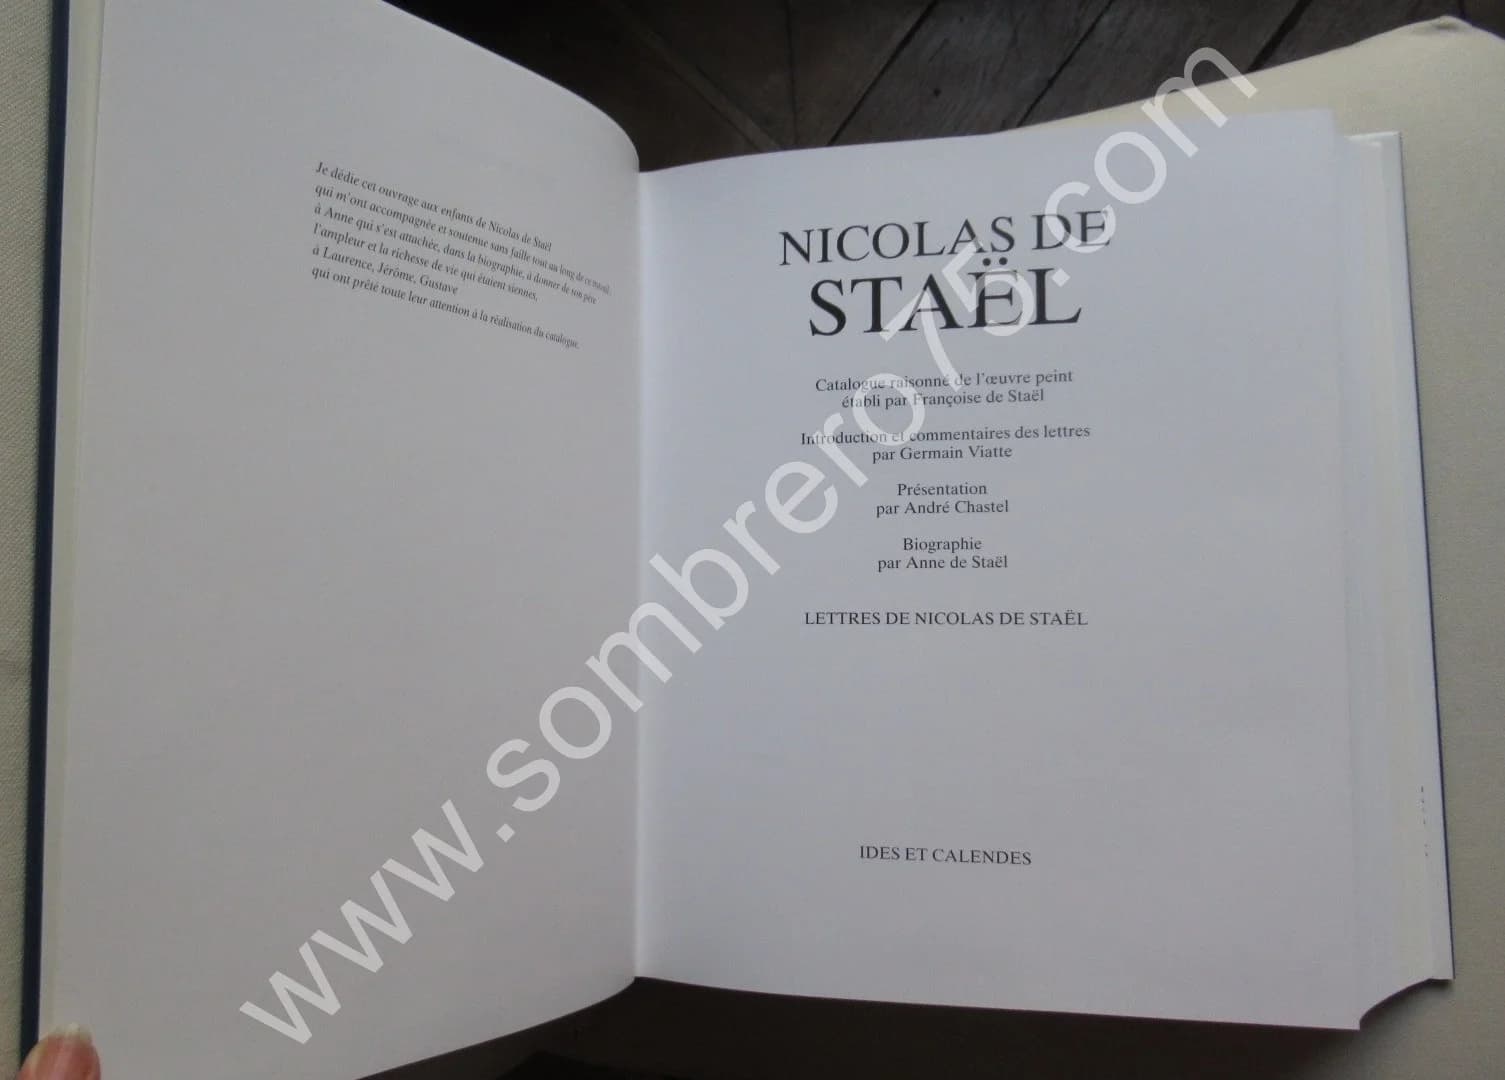 Je dédie cet ouvrage aux enfants de Nicolas de Staël
qui m'ont accompagnée et soutenue sans faille tout au long de ce travail,
à Anne qui s'est attachée, dans la biographie, à donner de son père
l'ampleur et la richesse de vie qui étaient siennes,
à Laurence, Jérôme, Gustave
qui ont prêté toute leur attention à la réalisation du catalogue.
NICOLAS DE
STAËL
Catalogue raisonné de l'œuvre peint
établi par Françoise de Staël
Introduction et commentaires des lettres
par Germain Viatte
Présentation
par André Chastel
Biographie
par Anne de Staël
LETTRES DE NICOLAS DE STAËL
IDES ET CALENDES
www.sombrero75.com